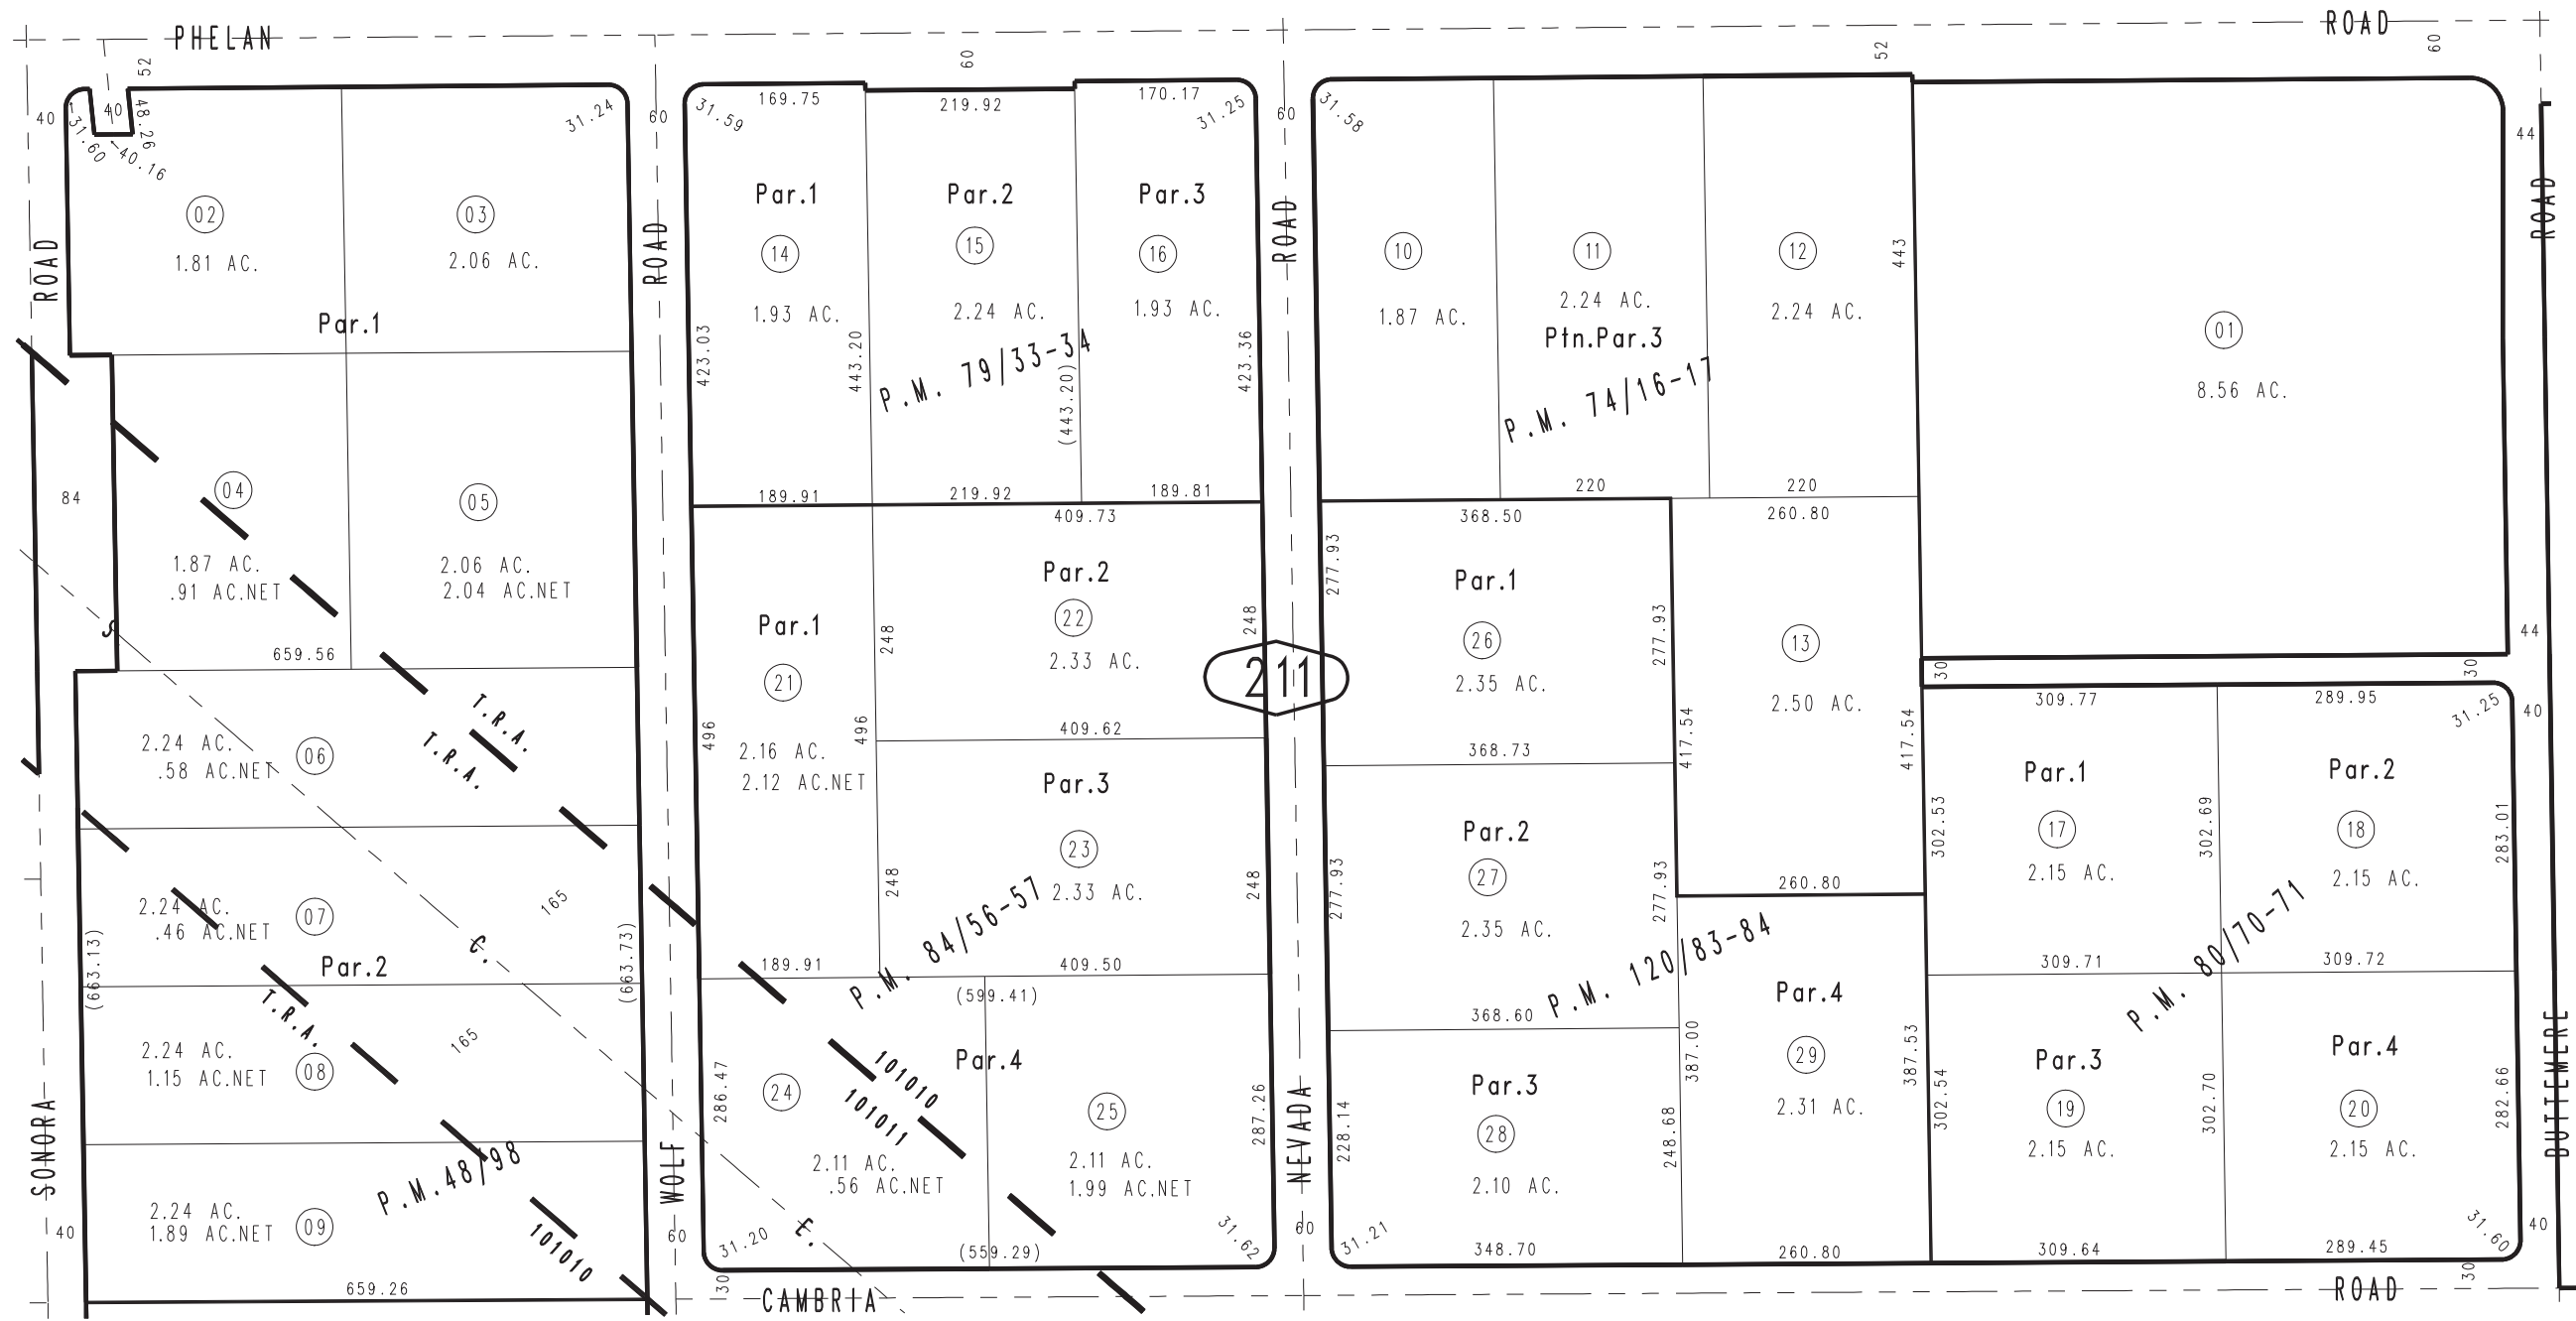 PHELAN ROAD
52 60 52 60
40 40 48.26 31.60 40.16 31.24 60
02
1.81 AC.
03
2.06 AC.
Par.1
ROAD
ROAD
84
04
1.87 AC.
.91 AC.NET
05
2.06 AC.
2.04 AC.NET
659.56
S.
T.R.A.
T.R.A.
2.24 AC.
.58 AC.NET
06
2.24 AC.
.46 AC.NET
07
165
C.
Par.2
(663.13)
(663.73)
T.R.A.
2.24 AC.
1.15 AC.NET
08
165
P.M.48/98
2.24 AC.
1.89 AC.NET
09
101010
659.26
SONORA
40
WOLF
60
31.59 169.75 219.92 170.17 31.25 60
Par.1
14
1.93 AC.
Par.2
15
2.24 AC.
Par.3
16
1.93 AC.
423.03
443.20
(443.20)
423.36
P.M. 79/33-34
189.91 219.92 189.81
409.73
Par.1
21
2.16 AC.
2.12 AC.NET
496
496
248
Par.2
22
2.33 AC.
248
409.62
Par.3
23
2.33 AC.
248
248
P.M. 84/56-57
189.91 409.50
(599.41)
Par.4
24
2.11 AC.
.56 AC.NET
101010
101011
25
2.11 AC.
1.99 AC.NET
286.47
287.26
31.20
E.
(559.29)
31.62
30
CAMBRIA ROAD
211
ROAD
NEVADA
60
31.58
10
1.87 AC.
11
2.24 AC.
Ptn.Par.3
12
2.24 AC.
443
P.M. 74/16-17
220 220
368.50 260.80
277.93
Par.1
26
2.35 AC.
277.93
368.73
13
2.50 AC.
417.54
417.54
260.80
277.93
Par.2
27
2.35 AC.
277.93
368.60
P.M. 120/83-84
Par.3
28
2.10 AC.
228.14
248.68
31.21
348.70
Par.4
29
2.31 AC.
387.00
387.53
260.80
01
8.56 AC.
44
ROAD
44
30 30
309.77 289.95 31.25 40
Par.1
17
2.15 AC.
302.53
302.69
Par.2
18
2.15 AC.
283.01
309.71 309.72
P.M. 80/70-71
Par.3
19
2.15 AC.
302.54
302.70
Par.4
20
2.15 AC.
282.66
309.64 289.45 31.60
40
30
BUTTEMERE